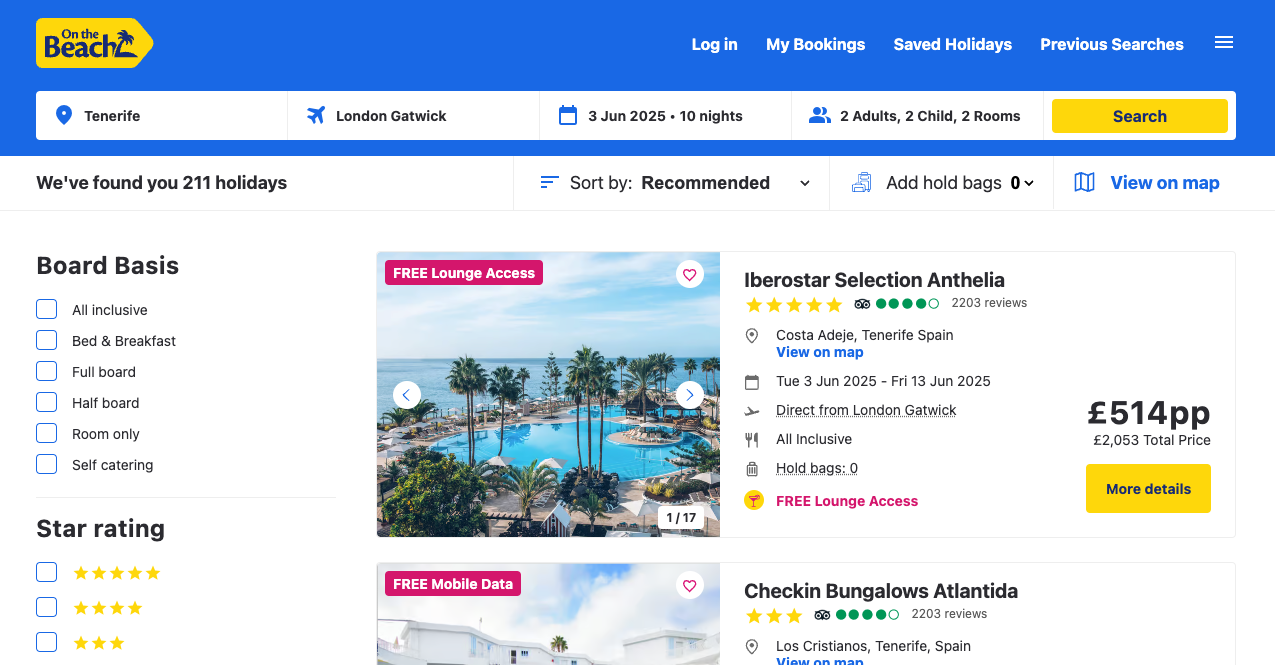 On the
Beach
Log in
My Bookings
Saved Holidays
Previous Searches
Tenerife
London Gatwick
3 Jun 2025 • 10 nights
2 Adults, 2 Child, 2 Rooms
Search
We've found you 211 holidays
Sort by: Recommended
Add hold bags 0
View on map
Board Basis
All inclusive
Bed & Breakfast
Full board
Half board
Room only
Self catering
Star rating
FREE Lounge Access
1 / 17
Iberostar Selection Anthelia
2203 reviews
Costa Adeje, Tenerife Spain
View on map
Tue 3 Jun 2025 - Fri 13 Jun 2025
Direct from London Gatwick
All Inclusive
Hold bags: 0
FREE Lounge Access
£514pp
£2,053 Total Price
More details
FREE Mobile Data
Checkin Bungalows Atlantida
2203 reviews
Los Cristianos, Tenerife, Spain
View on map